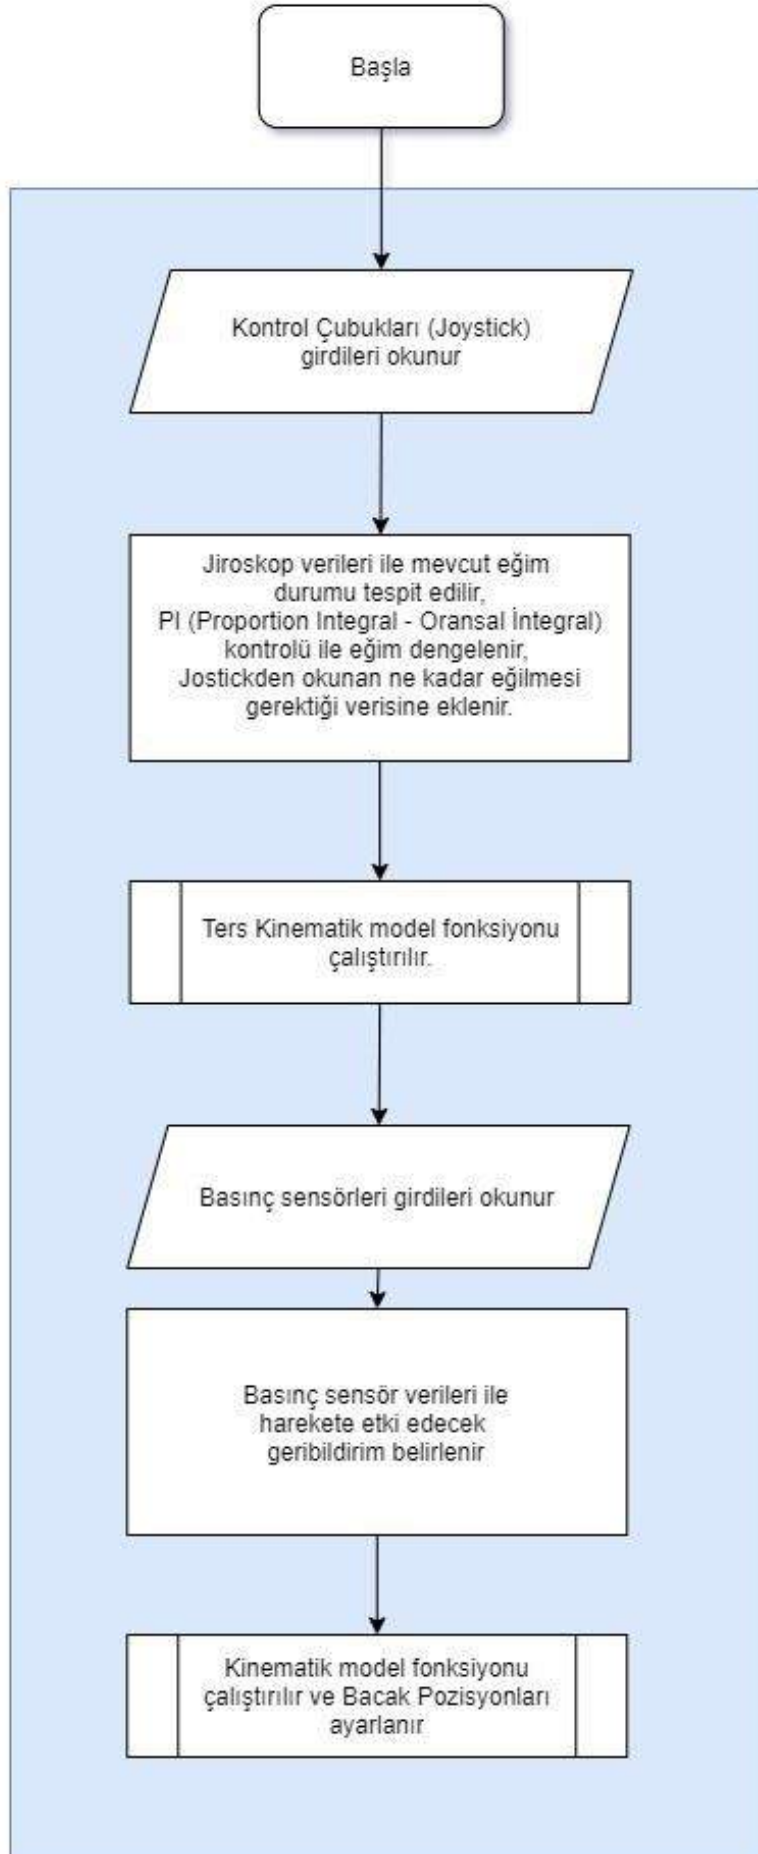 Başla
Kontrol Çubukları (Joystick)
girdileri okunur
Jiroskop verileri ile mevcut eğim
durumu tespit edilir,
PI (Proportion Integral - Oransal İntegral)
kontrolü ile eğim dengelenir,
Jostickden okunan ne kadar eğilmesi
gerektiği verisine eklenir.
Ters Kinematik model fonksiyonu
çalıştırılır.
Basınç sensörleri girdileri okunur
Basınç sensör verileri ile
harekete etki edecek
geribildirim belirlenir
Kinematik model fonksiyonu
çalıştırılır ve Bacak Pozisyonları
ayarlanır